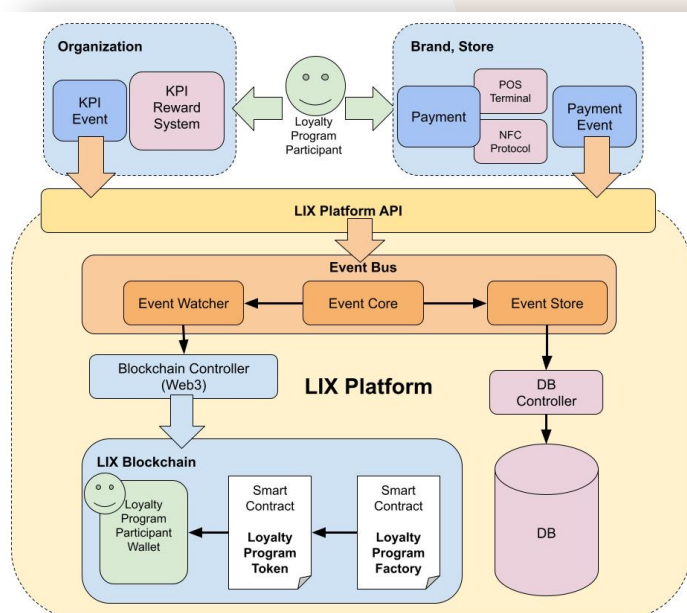 Organization
KPI
Event
KPI
Reward
System
Loyalty
Program
Participant
Brand, Store
Payment
POS
Terminal
NFC
Protocol
Payment
Event
LIX Platform API
Event Bus
Event Watcher
Event Core
Event Store
Blockchain Controller
(Web3)
LIX Platform
DB
Controller
LIX Blockchain
Loyalty
Program
Participant
Wallet
Smart
Contract
Loyalty
Program
Token
Smart
Contract
Loyalty
Program
Factory
DB